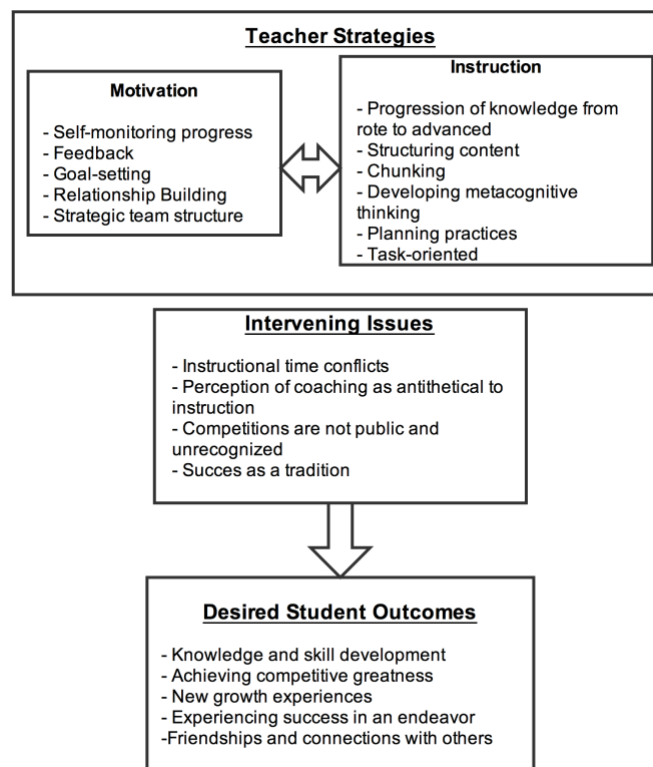 Teacher Strategies
Motivation
- Self-monitoring progress
- Feedback
- Goal-setting
- Relationship Building
- Strategic team structure
Instruction
- Progression of knowledge from
rote to advanced
- Structuring content
- Chunking
- Developing metacognitive
thinking
- Planning practices
- Task-oriented
Intervening Issues
- Instructional time conflicts
- Perception of coaching as antithetical to
instruction
- Competitions are not public and
unrecognized
- Succes as a tradition
Desired Student Outcomes
- Knowledge and skill development
- Achieving competitive greatness
- New growth experiences
- Experiencing success in an endeavor
-Friendships and connections with others